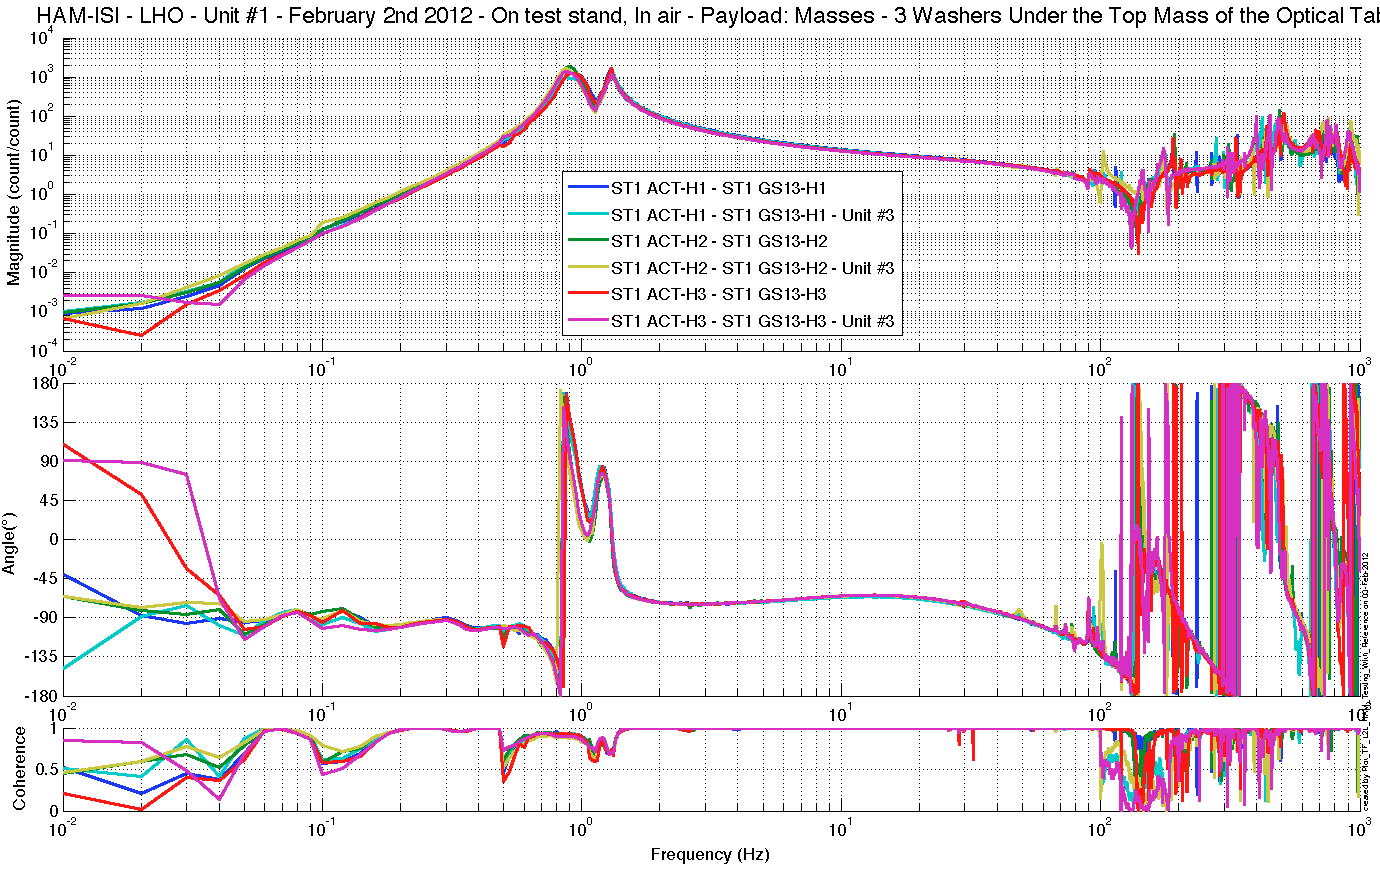 HAM-ISI - LHO - Unit #1 - February 2nd 2012 - On test stand, In air - Payload: Masses - 3 Washers Under the Top Mass of the Optical Tab
Magnitude (count/count)
10^4
10^3
10^2
10^1
10^0
10^-1
10^-2
10^-3
10^-4
ST1 ACT-H1 - ST1 GS13-H1
ST1 ACT-H1 - ST1 GS13-H1 - Unit #3
ST1 ACT-H2 - ST1 GS13-H2
ST1 ACT-H2 - ST1 GS13-H2 - Unit #3
ST1 ACT-H3 - ST1 GS13-H3
ST1 ACT-H3 - ST1 GS13-H3 - Unit #3
10^-2 10^-1 10^0 10^1 10^2 10^3
Angle(°)
180
135
90
45
0
-45
-90
-135
-180
10^-2 10^-1 10^0 10^1 10^2
Coherence
1
0.5
0
10^-2 10^-1 10^0 10^1 10^2 10^3
Frequency (Hz)